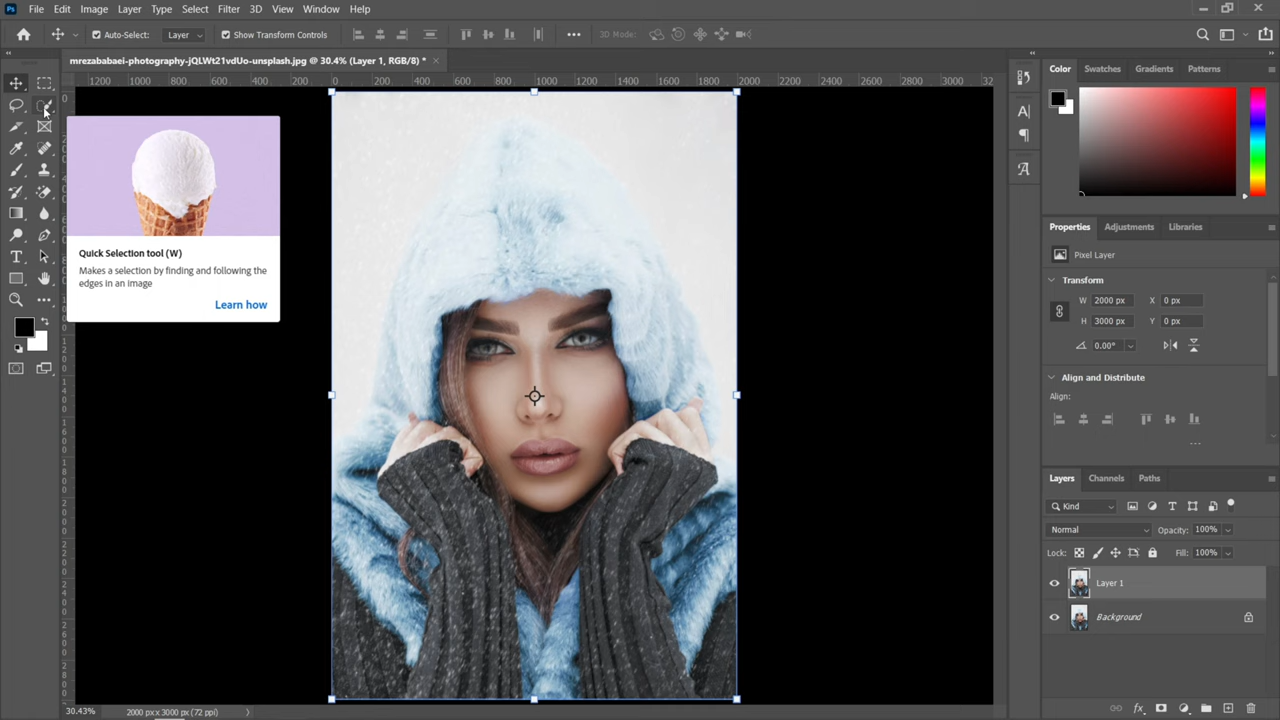 Ps File Edit Image Layer Type Select Filter 3D View Window Help
Auto-Select: Layer Show Transform Controls 3D Mode:
mrezababaei-photography-jQLWt21vdUo-unsplash.jpg @ 30.4% (Layer 1, RGB/8) *
1200 1000 800 600 400 200 0 200 400 600 800 1000 1200 1400 1600 1800 2000 2200 2400 2600 2800 3000 32
Quick Selection tool (W)
Makes a selection by finding and following the
edges in an image
Learn how
Color Swatches Gradients Patterns
Properties Adjustments Libraries
Pixel Layer
Transform
W 2000 px X 0 px
H 3000 px Y 0 px
0.00°
Align and Distribute
Align:
Layers Channels Paths
Kind
Normal Opacity: 100%
Lock: Fill: 100%
Layer 1
Background
30.43% 2000 px x 3000 px (72 ppi)